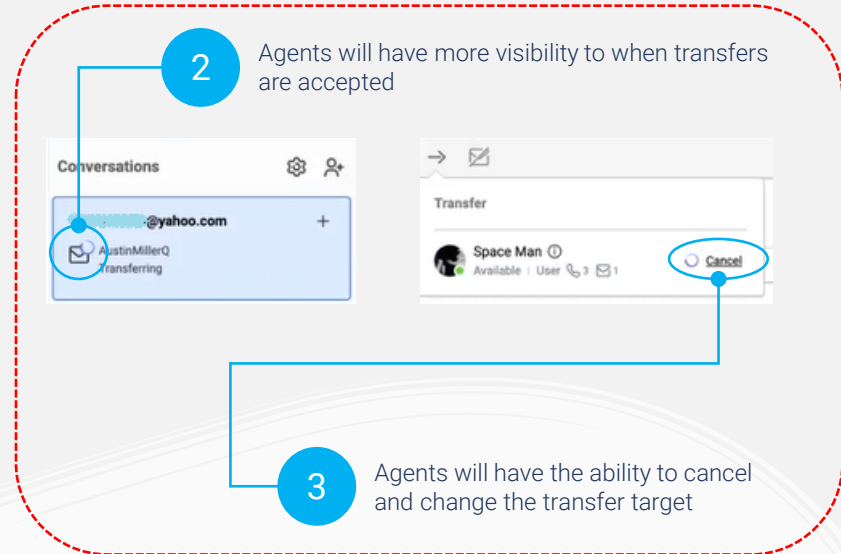 2
Agents will have more visibility to when transfers
are accepted
Conversations
@yahoo.com
+
AustinMillerQ
Transferring
Transfer
Space Man
Available | User 3 1
Cancel
3
Agents will have the ability to cancel
and change the transfer target